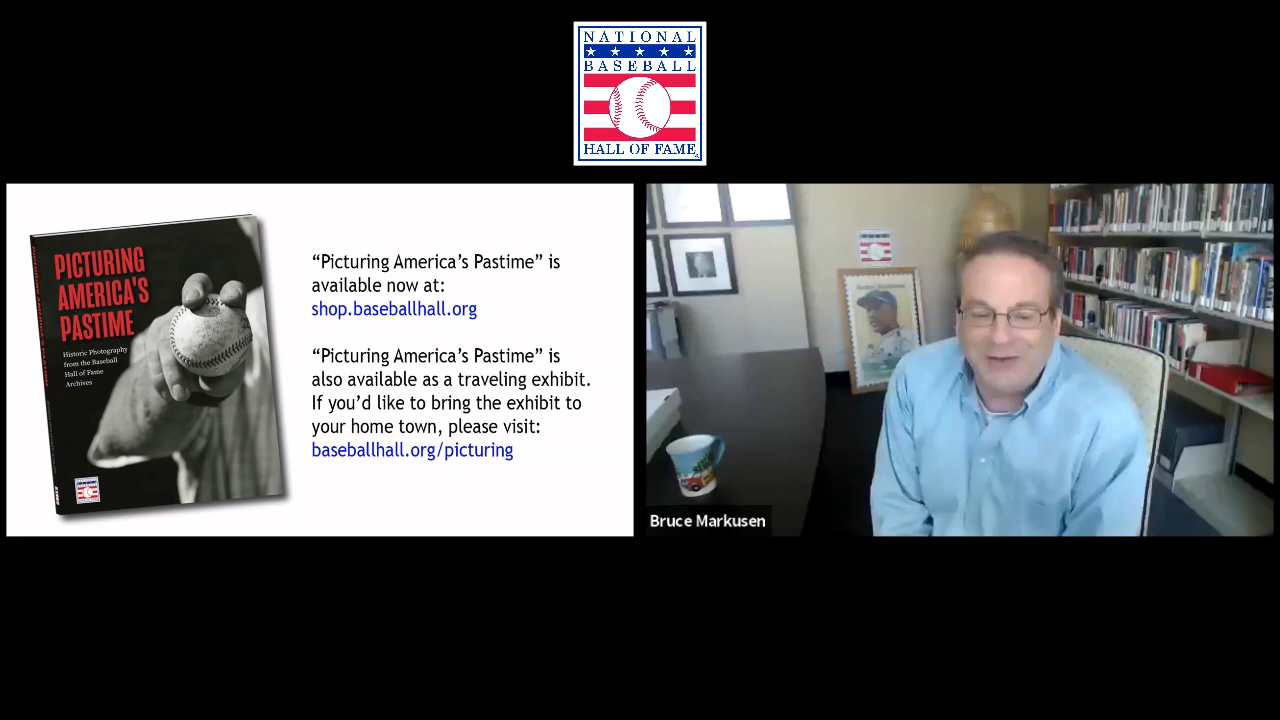 NATIONAL
BASEBALL
HALL OF FAME
PICTURING
AMERICA'S
PASTIME
Historic Photography
from the Baseball
Hall of Fame
Archives
“Picturing America’s Pastime” is
available now at:
shop.baseballhall.org
“Picturing America’s Pastime” is
also available as a traveling exhibit.
If you’d like to bring the exhibit to
your home town, please visit:
baseballhall.org/picturing
Bruce Markusen